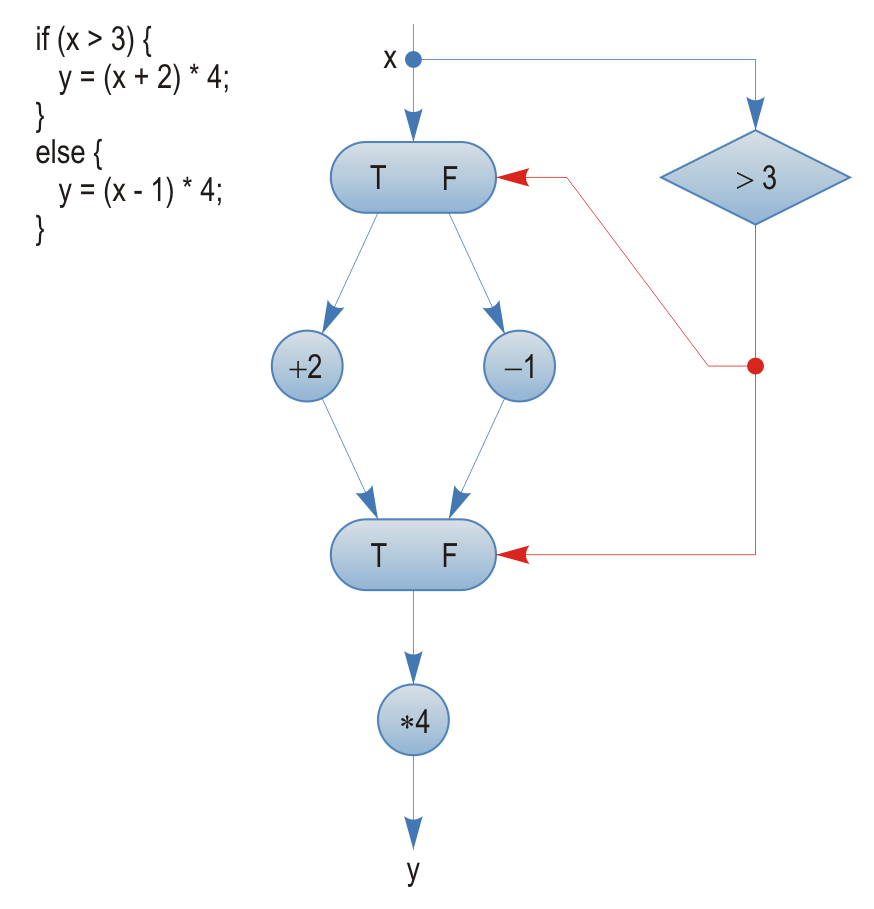 if (x > 3) {
y = (x + 2) * 4;
}
else {
y = (x - 1) * 4;
}
x
> 3
T F
+2
−1
T F
*4
y